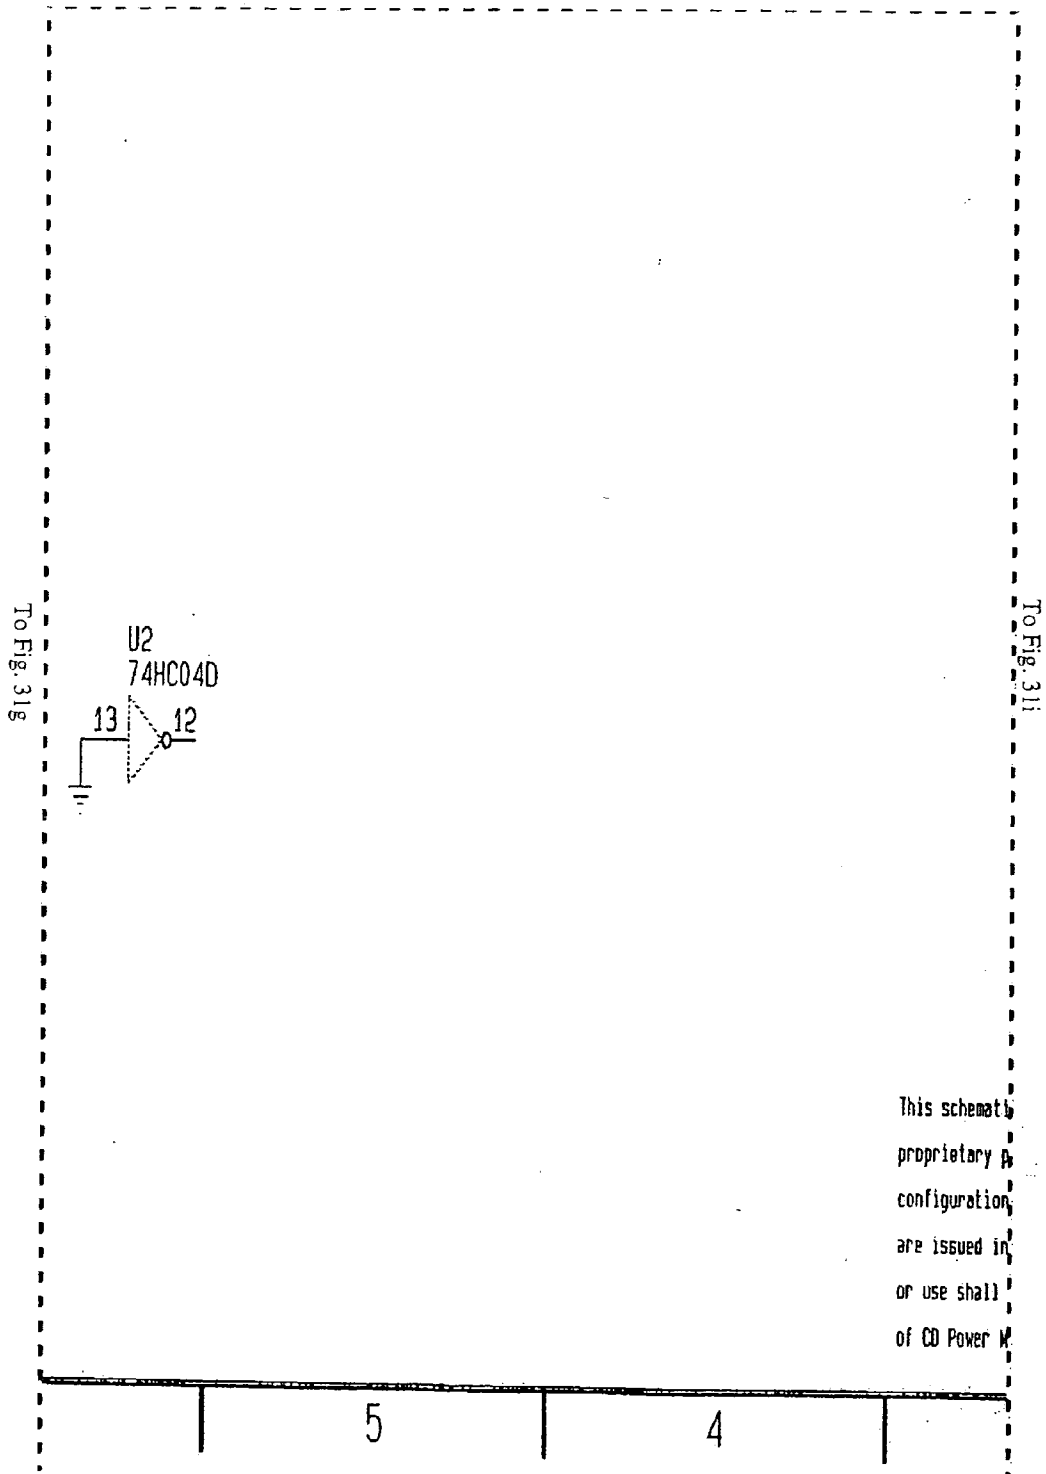 To Fig. 31g
To Fig. 31i
U2
74HC04D
13
12
This schemati
proprietary p
configuration
are issued in
or use shall
of CD Power M
5
4